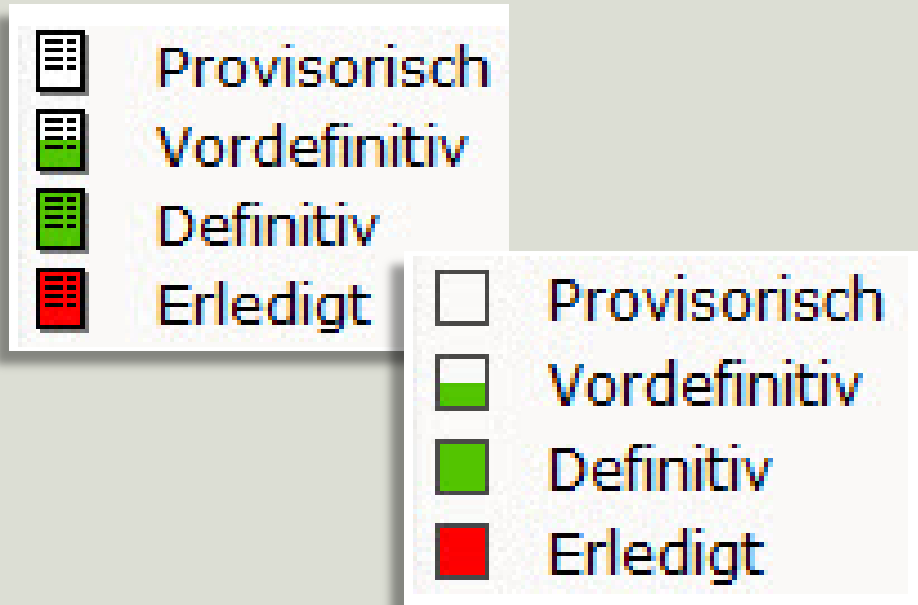 Provisorisch
Vordefinitiv
Definitiv
Erledigt
Provisorisch
Vordefinitiv
Definitiv
Erledigt